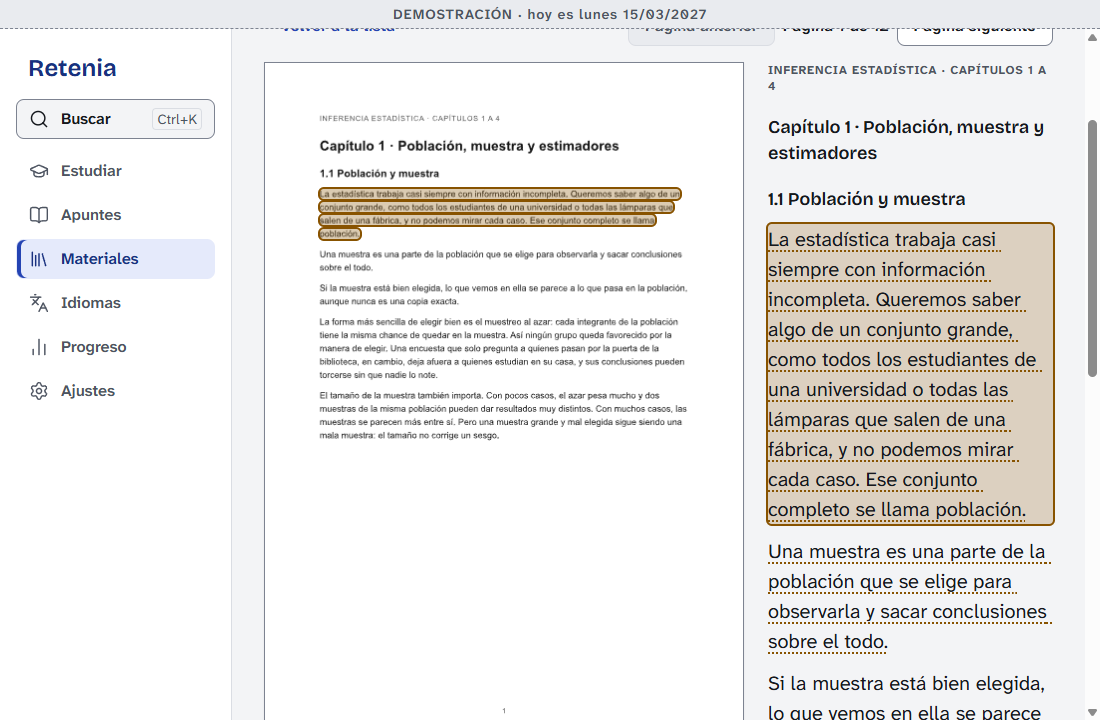 DEMOSTRACIÓN · hoy es lunes 15/03/2027
Volver a la lista
Página anterior
Página siguiente
Retenia
Buscar
Ctrl+K
Estudiar
Apuntes
Materiales
Idiomas
Progreso
Ajustes
INFERENCIA ESTADÍSTICA · CAPÍTULOS 1 A 4
Capítulo 1 · Población, muestra y estimadores
1.1 Población y muestra
La estadística trabaja casi siempre con información incompleta. Queremos saber algo de un
conjunto grande, como todos los estudiantes de una universidad o todas las lámparas que
salen de una fábrica, y no podemos mirar cada caso. Ese conjunto completo se llama
población.
Una muestra es una parte de la población que se elige para observarla y sacar conclusiones
sobre el todo.
Si la muestra está bien elegida, lo que vemos en ella se parece a lo que pasa en la población,
aunque nunca es una copia exacta.
La forma más sencilla de elegir bien es el muestreo al azar: cada integrante de la población
tiene la misma chance de quedar en la muestra. Así ningún grupo queda favorecido por la
manera de elegir. Una encuesta que solo pregunta a quienes pasan por la puerta de la
biblioteca, en cambio, deja afuera a quienes estudian en su casa, y sus conclusiones pueden
torcerse sin que nadie lo note.
El tamaño de la muestra también importa. Con pocos casos, el azar pesa mucho y dos
muestras de la misma población pueden dar resultados muy distintos. Con muchos casos, las
muestras se parecen más entre sí. Pero una muestra grande y mal elegida sigue siendo una
mala muestra: el tamaño no corrige un sesgo.
1
INFERENCIA ESTADÍSTICA · CAPÍTULOS 1 A
4
Capítulo 1 · Población, muestra y
estimadores
1.1 Población y muestra
La estadística trabaja casi
siempre con información
incompleta. Queremos saber
algo de un conjunto grande,
como todos los estudiantes de
una universidad o todas las
lámparas que salen de una
fábrica, y no podemos mirar
cada caso. Ese conjunto
completo se llama población.
Una muestra es una parte de la
población que se elige para
observarla y sacar conclusiones
sobre el todo.
Si la muestra está bien elegida,
lo que vemos en ella se parece